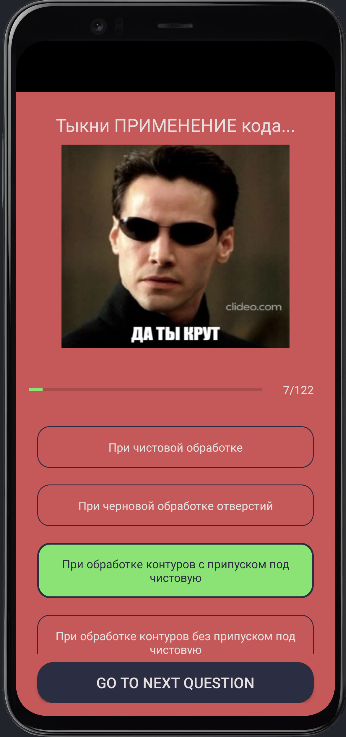 Тыкни ПРИМЕНЕНИЕ кода...
clideo.com
ДА ТЫ КРУТ
7/122
При чистовой обработке
При черновой обработке отверстий
При обработке контуров с припуском под
чистовую
При обработке контуров без припуском под
чистовую
GO TO NEXT QUESTION